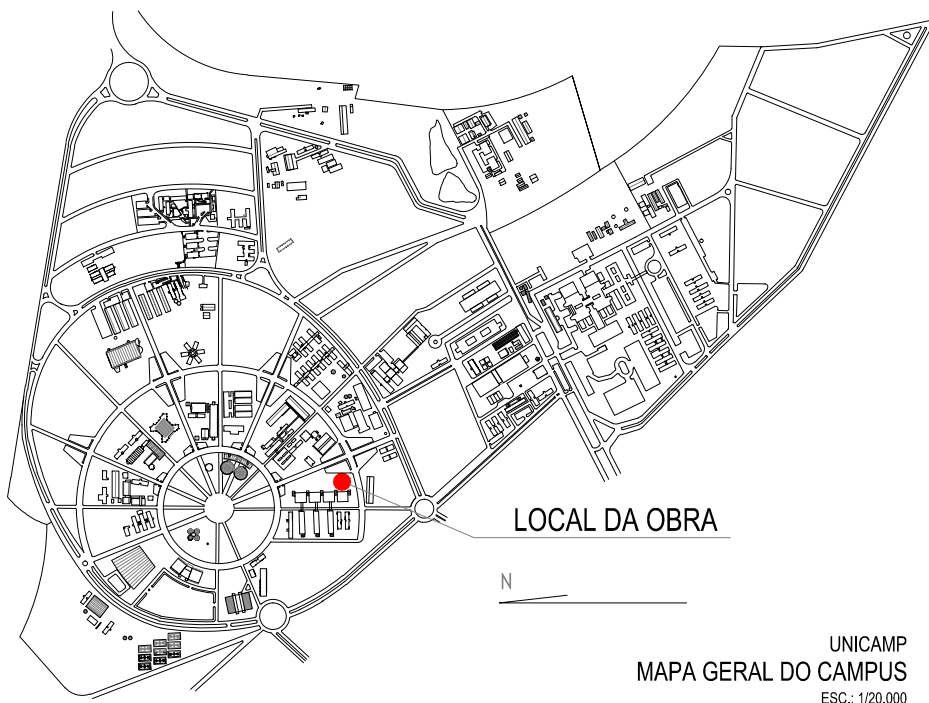 LOCAL DA OBRA
N
UNICAMP
MAPA GERAL DO CAMPUS
ESC.: 1/20.000